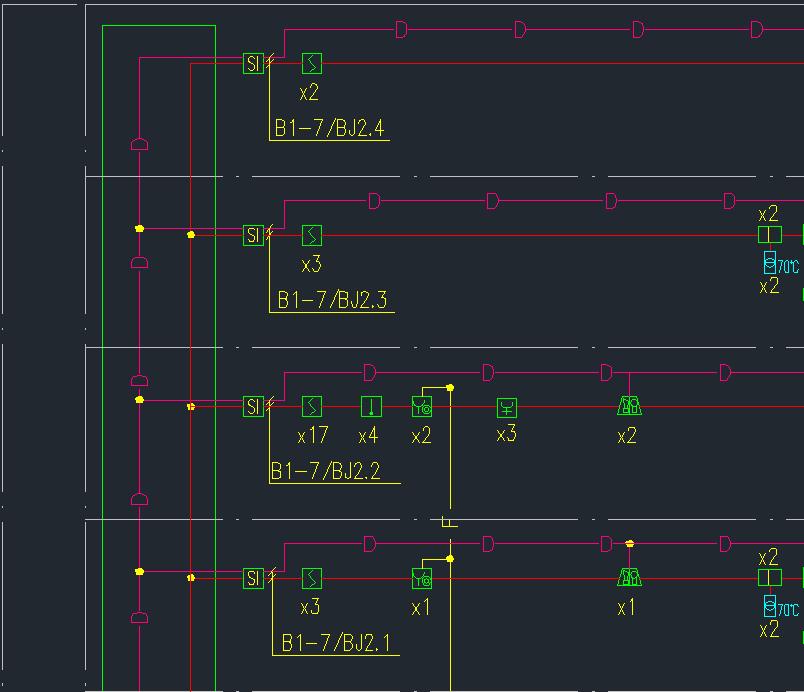 D D D D
SI
x2
B1-7/BJ2.4
D D D D
x2
SI
x3
70℃
x2
B1-7/BJ2.3
D D D D
SI
x17 x4 x2 x3 x2
B1-7/BJ2.2
F
D D D D
x2
SI
x3 x1 x1
70℃
x2
B1-7/BJ2.1